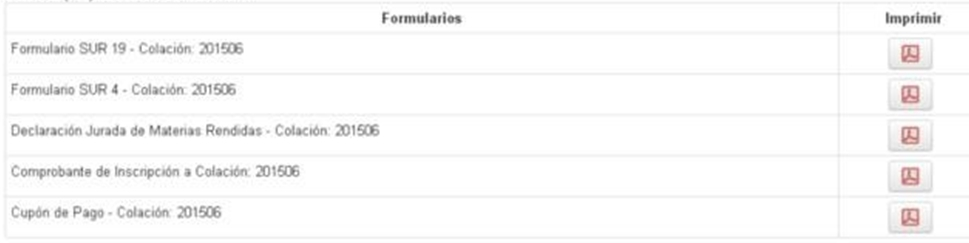 Formularios Imprimir
Formulario SUR 19 - Colación: 201506
Formulario SUR 4 - Colación: 201506
Declaración Jurada de Materias Rendidas - Colación: 201506
Comprobante de Inscripción a Colación: 201506
Cupón de Pago - Colación: 201506